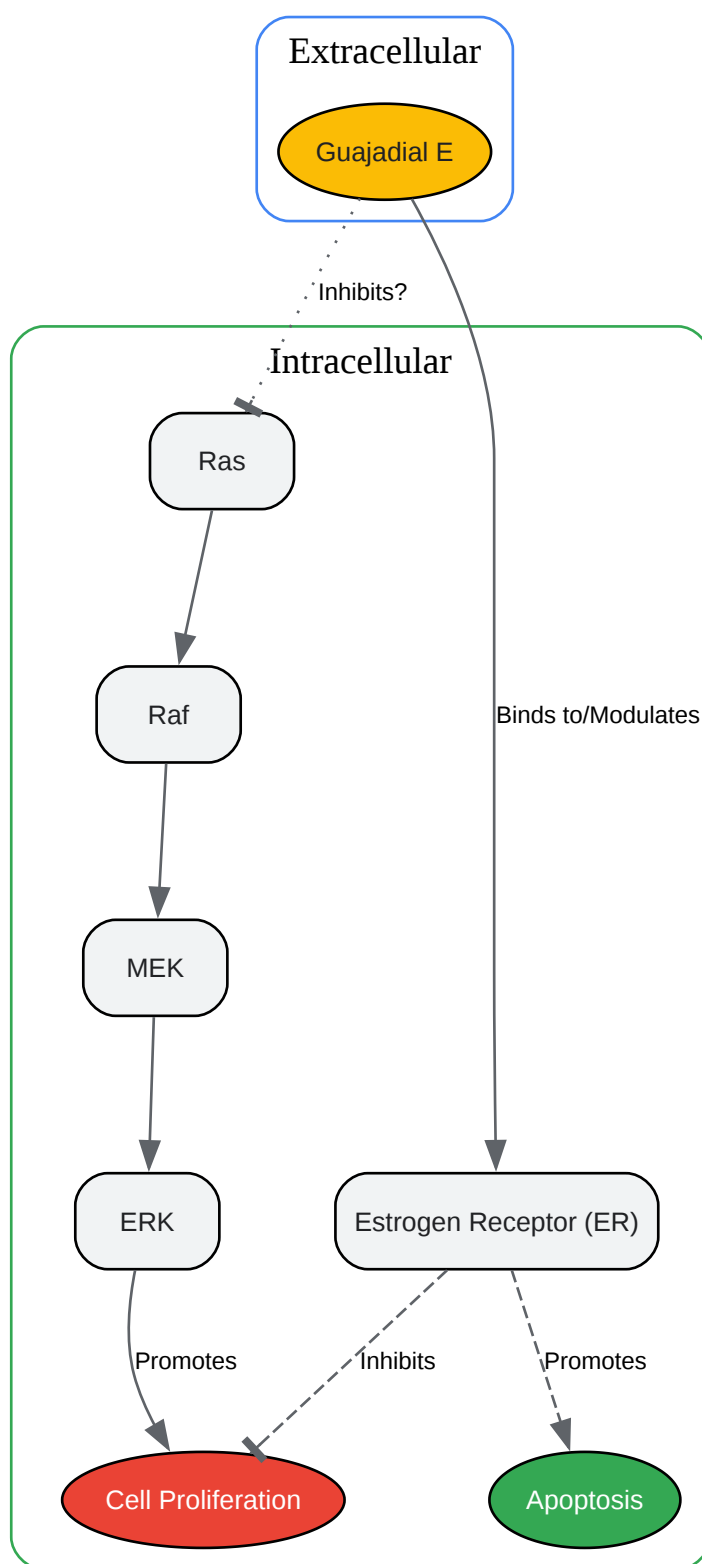 Extracellular
Guajadial E
Inhibits?
Intracellular
Ras
Raf
Binds to/Modulates
MEK
ERK
Estrogen Receptor (ER)
Promotes
Inhibits
Promotes
Cell Proliferation
Apoptosis